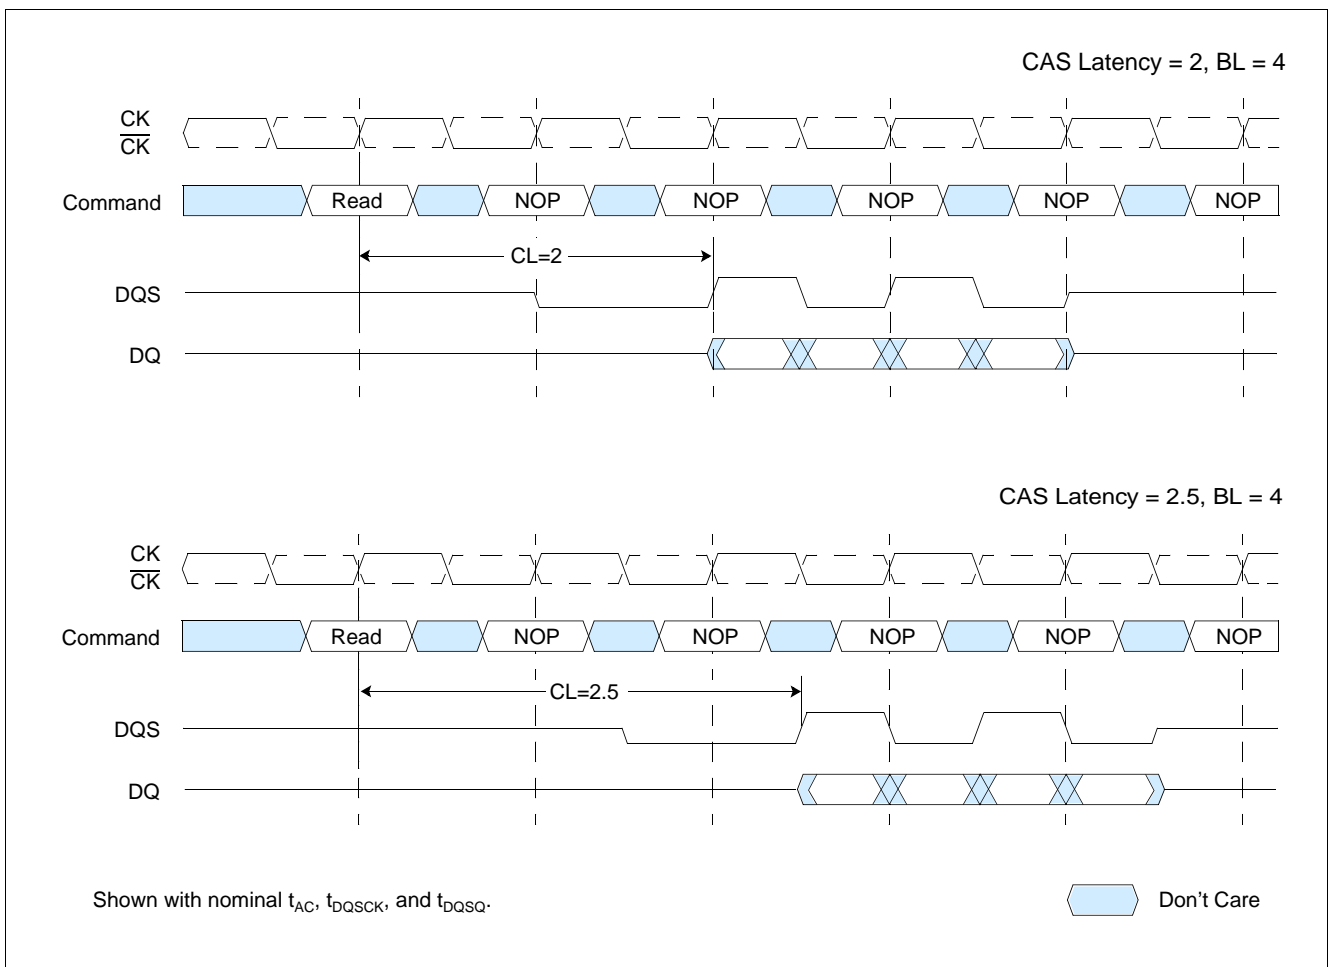 CAS Latency = 2, BL = 4
CK
CK
Command
Read NOP NOP NOP NOP NOP
CL=2
DQS
DQ
CAS Latency = 2.5, BL = 4
CK
CK
Command
Read NOP NOP NOP NOP NOP
CL=2.5
DQS
DQ
Shown with nominal tAC, tDQSCK, and tDQSQ.
Don't Care